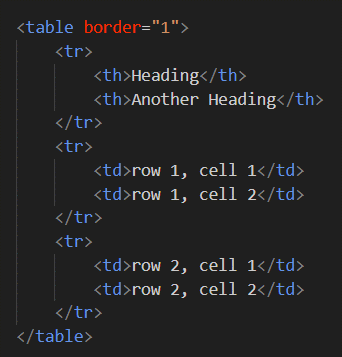 <table border="1">
    <tr>
        <th>Heading</th>
        <th>Another Heading</th>
    </tr>
    <tr>
        <td>row 1, cell 1</td>
        <td>row 1, cell 2</td>
    </tr>
    <tr>
        <td>row 2, cell 1</td>
        <td>row 2, cell 2</td>
    </tr>
</table>